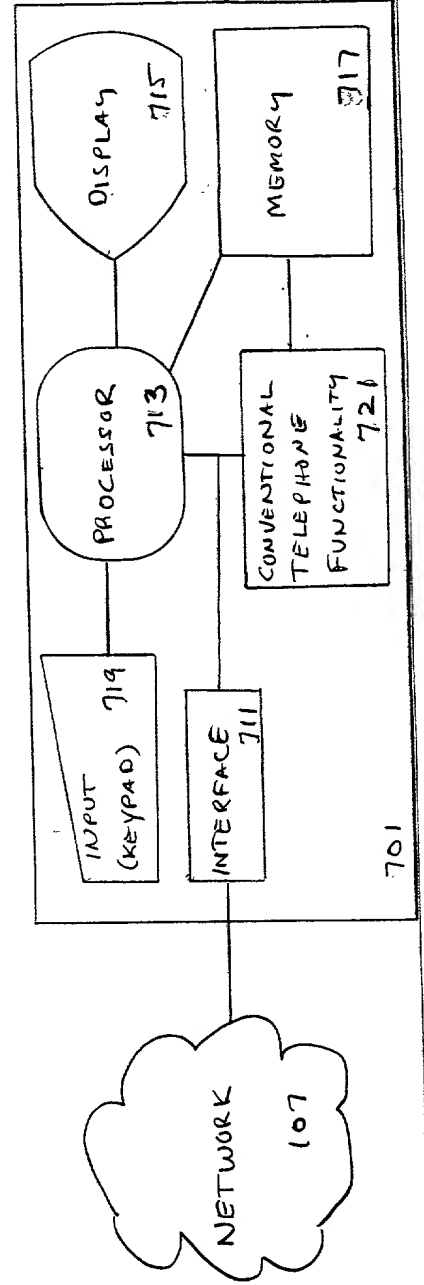 NETWORK
107
INPUT
(KEYPAD)
719
INTERFACE
711
701
PROCESSOR
713
CONVENTIONAL
TELEPHONE
FUNCTIONALITY
721
DISPLAY
715
MEMORY
717